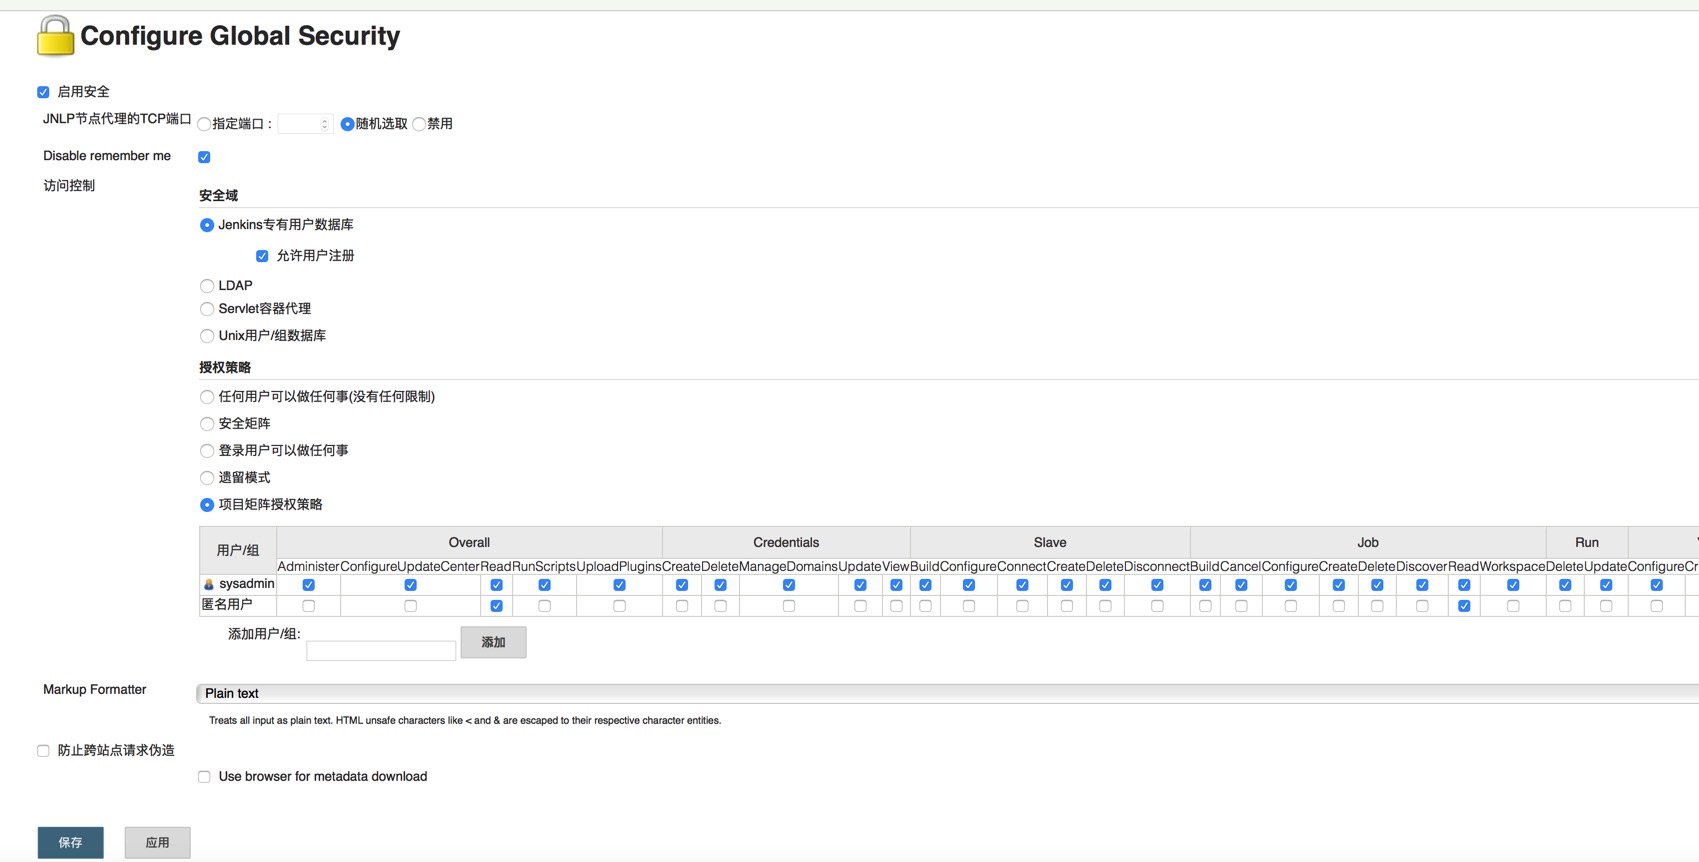 Configure Global Security
启用安全
JNLP节点代理的TCP端口 指定端口： 随机选取 禁用
Disable remember me
访问控制
安全域
Jenkins专有用户数据库
允许用户注册
LDAP
Servlet容器代理
Unix用户/组数据库
授权策略
任何用户可以做任何事(没有任何限制)
安全矩阵
登录用户可以做任何事
遗留模式
项目矩阵授权策略
用户/组 Overall Credentials Slave Job Run
Administer ConfigureUpdateCenter Read RunScripts UploadPlugins Create Delete ManageDomains Update View Build Configure Connect Create Delete Disconnect Build Cancel Configure Create Delete Discover Read Workspace Delete Update Configure Cr
sysadmin
匿名用户
添加用户/组: 添加
Markup Formatter Plain text
Treats all input as plain text. HTML unsafe characters like < and & are escaped to their respective character entities.
防止跨站点请求伪造
Use browser for metadata download
保存 应用